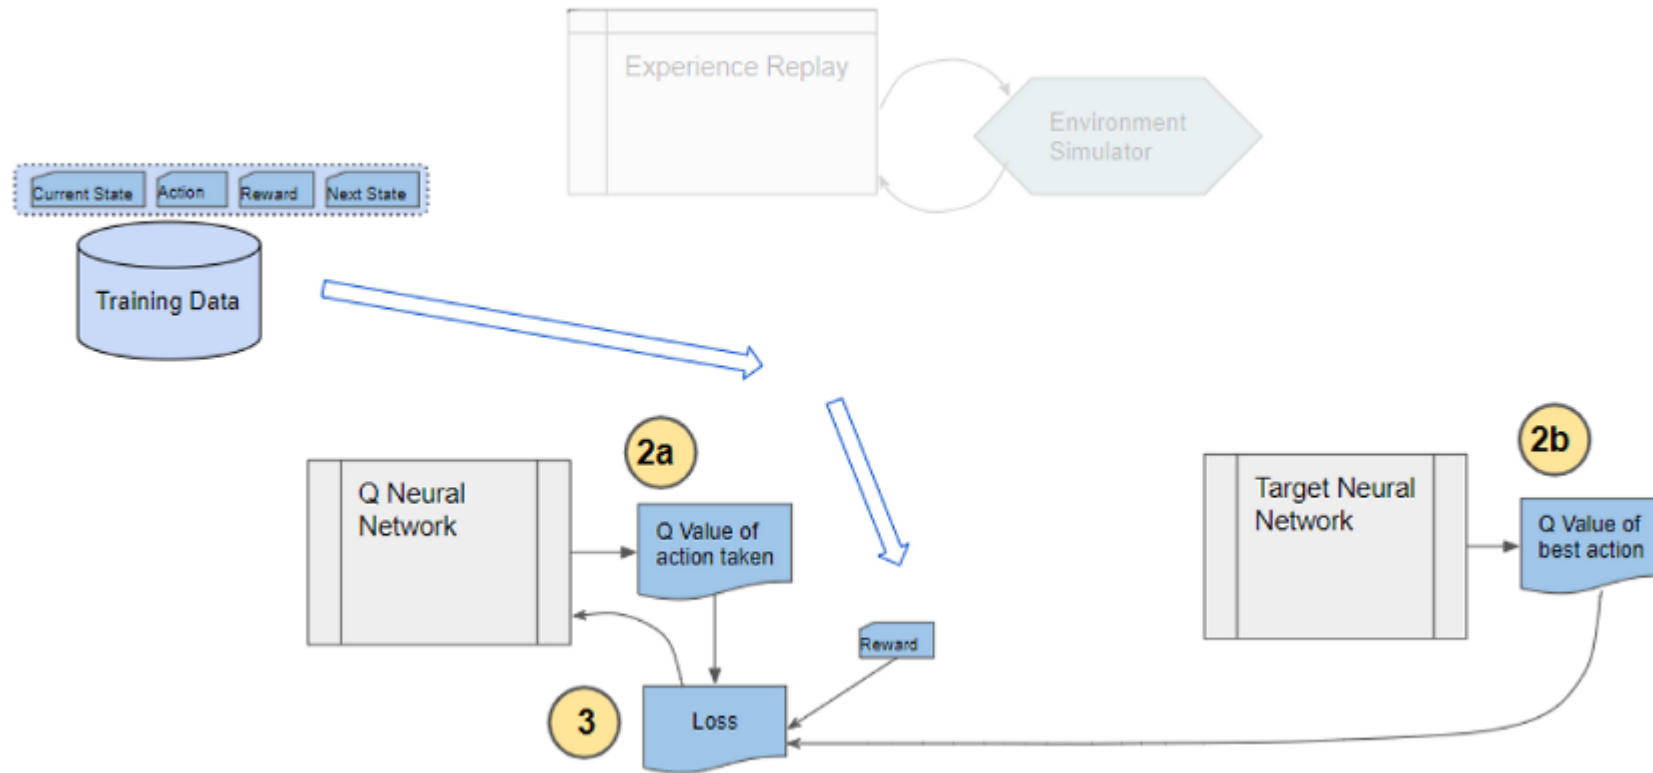 Experience Replay
Environment
Simulator
Current State
Action
Reward
Next State
Training Data
2a
2b
Q Neural
Network
Q Value of
action taken
Target Neural
Network
Q Value of
best action
Reward
3
Loss